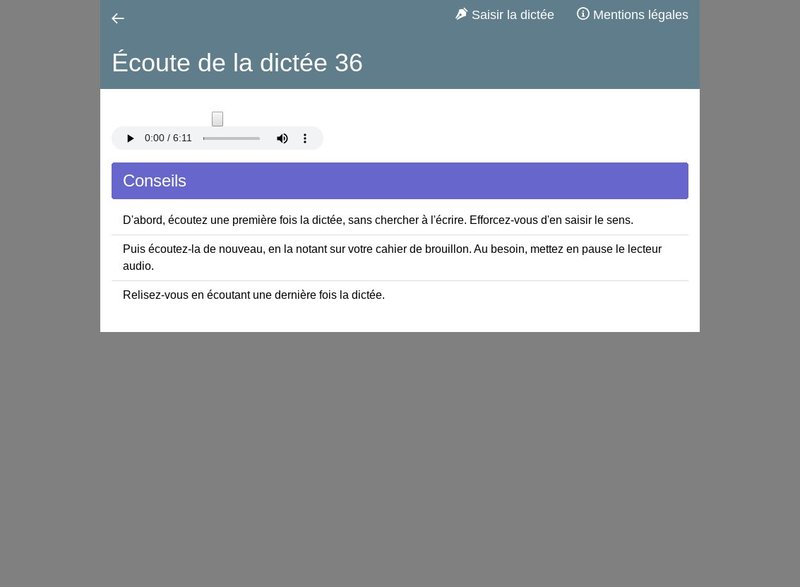 Saisir la dictée
Mentions légales
Écoute de la dictée 36
0:00 / 6:11
Conseils
D'abord, écoutez une première fois la dictée, sans chercher à l'écrire. Efforcez-vous d'en saisir le sens.
Puis écoutez-la de nouveau, en la notant sur votre cahier de brouillon. Au besoin, mettez en pause le lecteur
audio.
Relisez-vous en écoutant une dernière fois la dictée.